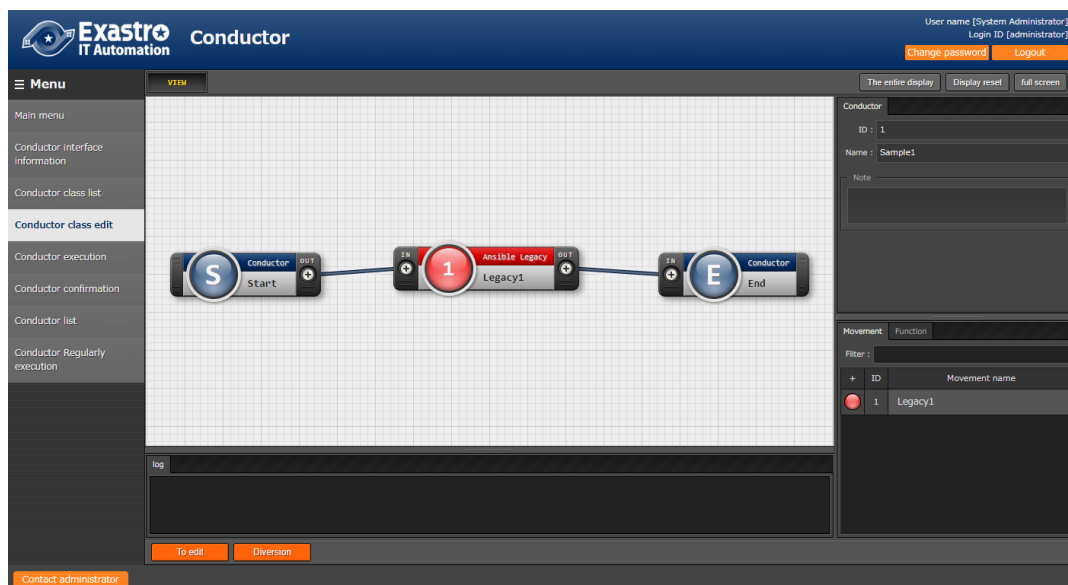 Exastro
IT Automation
Conductor
User name [System Administrator]
Login ID [administrator]
Change password
Logout
Menu
Main menu
Conductor interface
information
Conductor class list
Conductor class edit
Conductor execution
Conductor confirmation
Conductor list
Conductor Regularly
execution
VIEW
The entire display
Display reset
full screen
S
Conductor
Start
OUT
IN
1
Ansible Legacy
Legacy1
OUT
IN
E
Conductor
End
Conductor
ID : 1
Name : Sample1
Note
Movement
Function
Filter :
+ ID Movement name
1 Legacy1
log
To edit
Diversion
Contact administrator